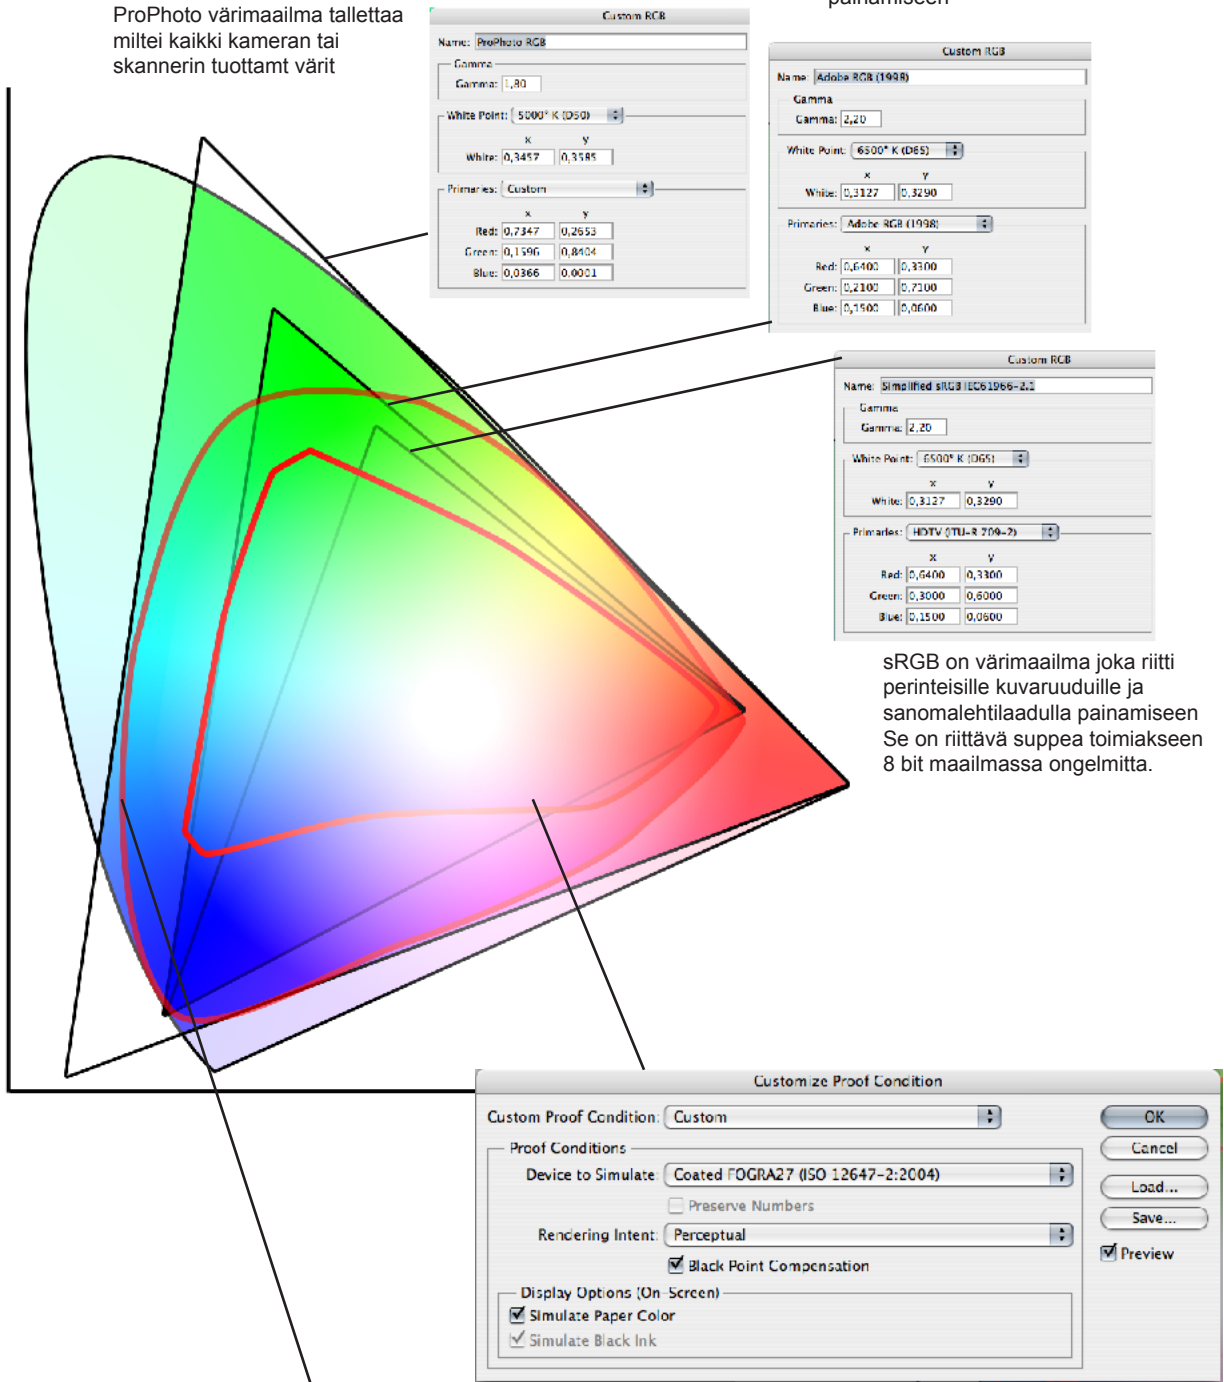 painamiseen
ProPhoto värimaailma tallettaa
miltei kaikki kameran tai
skannerin tuottamt värit
Custom RGB
Name: ProPhoto RGB
Gamma
Gamma: 1,80
White Point: 5000° K (D50)
x y
White: 0,3457 0,3585
Primaries: Custom
x y
Red: 0,7347 0,2653
Green: 0,1596 0,8404
Blue: 0,0366 0,0001
Custom RGB
Name: Adobe RGB (1998)
Gamma
Gamma: 2,20
White Point: 6500° K (D65)
x y
White: 0,3127 0,3290
Primaries: Adobe RGB (1998)
x y
Red: 0,6400 0,3300
Green: 0,2100 0,7100
Blue: 0,1500 0,0600
Custom RGB
Name: Simplified sRGB IEC61966-2.1
Gamma
Gamma: 2,20
White Point: 6500° K (D65)
x y
White: 0,3127 0,3290
Primaries: HDTV (ITU-R 709-2)
x y
Red: 0,6400 0,3300
Green: 0,3000 0,6000
Blue: 0,1500 0,0600
sRGB on värimaailma joka riitti
perinteisille kuvaruuduille ja
sanomalehtilaadulla painamiseen
Se on riittävä suppea toimiakseen
8 bit maailmassa ongelmitta.
Customize Proof Condition
Custom Proof Condition: Custom
Proof Conditions
Device to Simulate: Coated FOGRA27 (ISO 12647-2:2004)
Preserve Numbers
Rendering Intent: Perceptual
Black Point Compensation
Display Options (On-Screen)
Simulate Paper Color
Simulate Black Ink
OK
Cancel
Load...
Save...
Preview